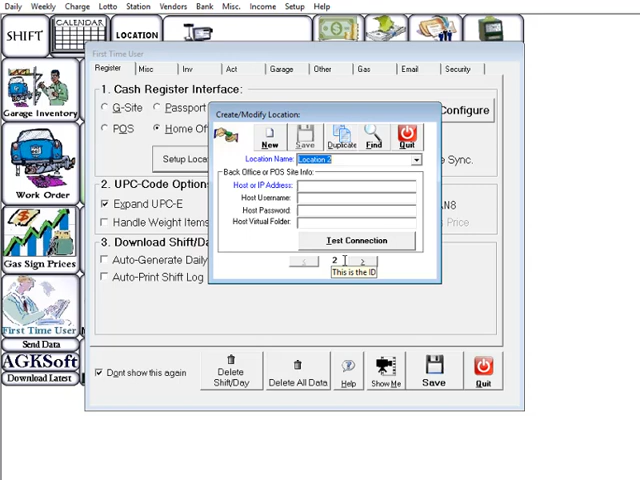 Daily Weekly Charge Lotto Station Vendors Bank Misc. Income Setup Help
SHIFT
CALENDAR
LOCATION
First Time User
Register Misc Inv Act Garage Other Gas Email Security
1. Cash Register Interface:
G-Site Passport
Configure
POS Home Of
Setup Loca
Sync.
Create/Modify Location:
New Save Duplicate Find Quit
Location Name: Location 2
Back Office or POS Site Info:
Host or IP Address:
Host Username:
Host Password:
Host Virtual Folder:
Test Connection
< 2 >
This is the ID
2. UPC-Code Options
Expand UPC-E
AN8
Handle Weight Items
Price
3. Download Shift/Da
Auto-Generate Daily
Auto-Print Shift Log
Dont show this again
Delete Shift/Day
Delete All Data
Help
Show Me
Save
Quit
Garage Inventory
Work Order
Gas Sign Prices
First Time User
Send Data
AGKSoft
Download Latest